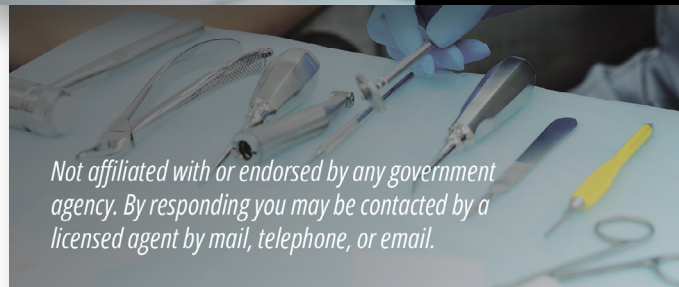 Not affiliated with or endorsed by any government
agency. By responding you may be contacted by a
licensed agent by mail, telephone, or email.